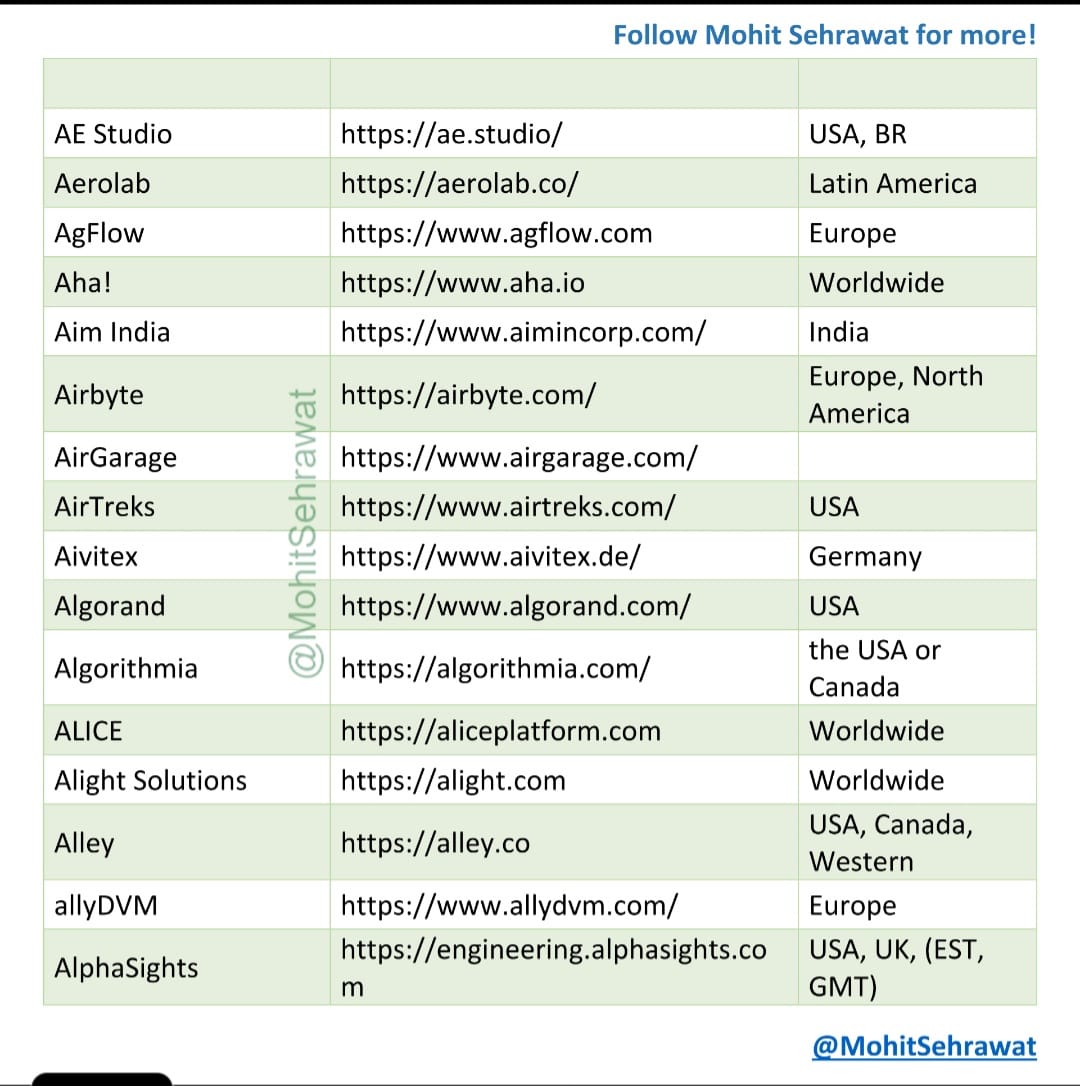 Follow Mohit Sehrawat for more!
AE Studio https://ae.studio/ USA, BR
Aerolab https://aerolab.co/ Latin America
AgFlow https://www.agflow.com Europe
Aha! https://www.aha.io Worldwide
Aim India https://www.aimincorp.com/ India
Airbyte https://airbyte.com/ Europe, North
America
AirGarage https://www.airgarage.com/
AirTreks https://www.airtreks.com/ USA
Aivitex https://www.aivitex.de/ Germany
Algorand https://www.algorand.com/ USA
Algorithmia https://algorithmia.com/ the USA or
Canada
ALICE https://aliceplatform.com Worldwide
Alight Solutions https://alight.com Worldwide
Alley https://alley.co USA, Canada,
Western
allyDVM https://www.allydvm.com/ Europe
AlphaSights https://engineering.alphasights.co USA, UK, (EST,
m GMT)
@MohitSehrawat
@MohitSehrawat